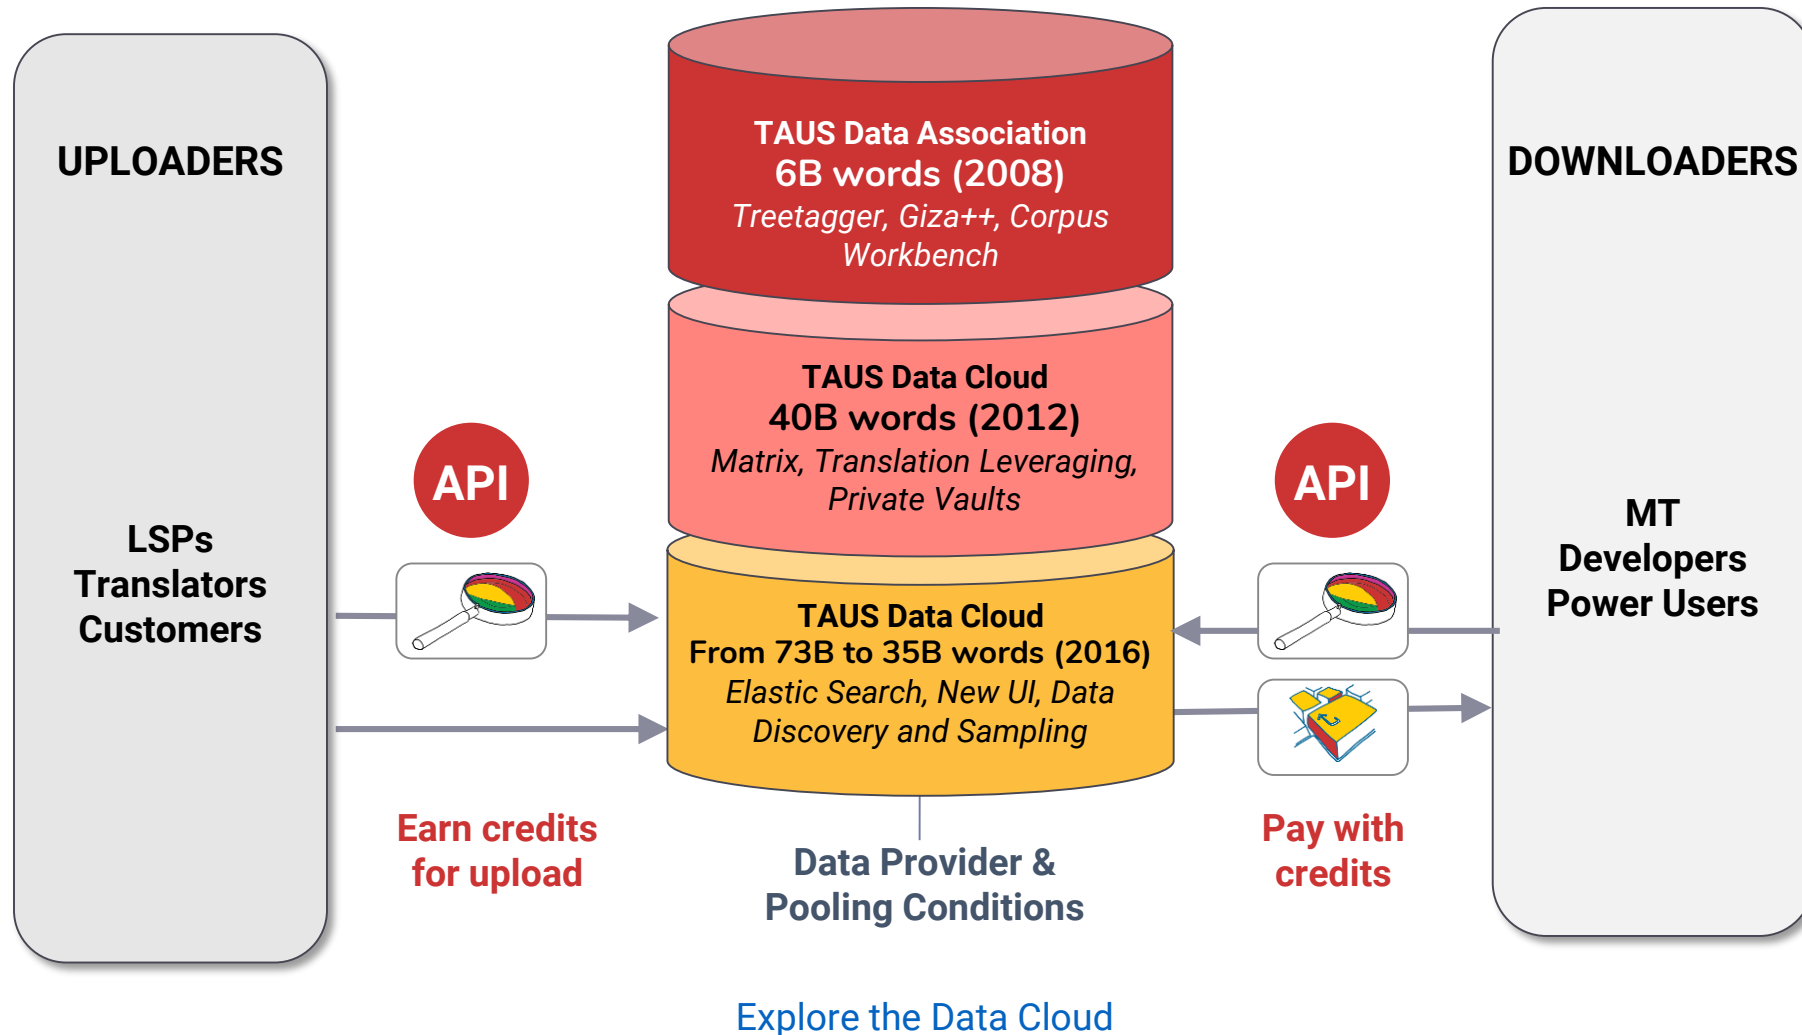 UPLOADERS
LSPs
Translators
Customers
API
Earn credits
for upload
TAUS Data Association
6B words (2008)
Treetagger, Giza++, Corpus
Workbench
TAUS Data Cloud
40B words (2012)
Matrix, Translation Leveraging,
Private Vaults
TAUS Data Cloud
From 73B to 35B words (2016)
Elastic Search, New UI, Data
Discovery and Sampling
Data Provider &
Pooling Conditions
API
Pay with
credits
DOWNLOADERS
MT
Developers
Power Users
Explore the Data Cloud